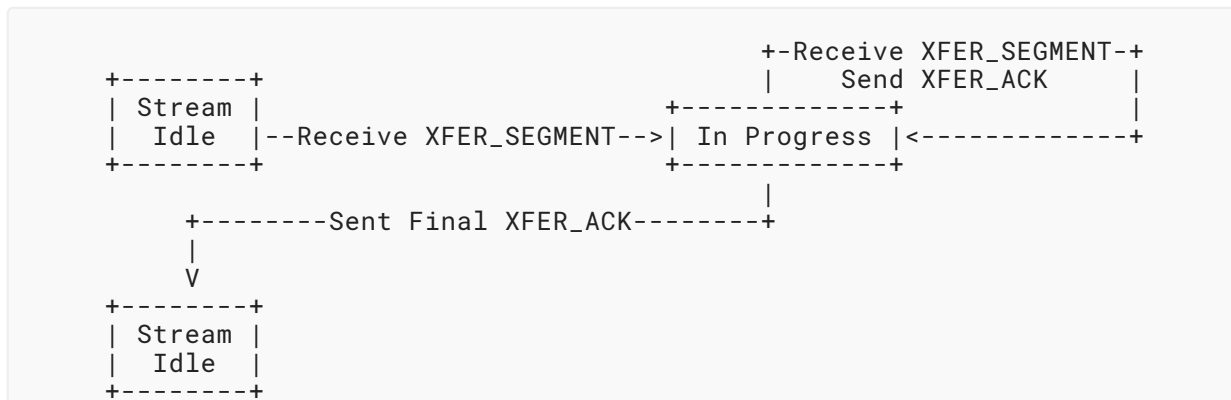 +-Receive XFER_SEGMENT-+
+--------+                               |    Send XFER_ACK     |
| Stream |                         +-------------+              |
|  Idle  |--Receive XFER_SEGMENT-->| In Progress |<-------------+
+--------+                         +-------------+
                                         |
     +--------Sent Final XFER_ACK--------+
     |
     V
+--------+
| Stream |
|  Idle  |
+--------+